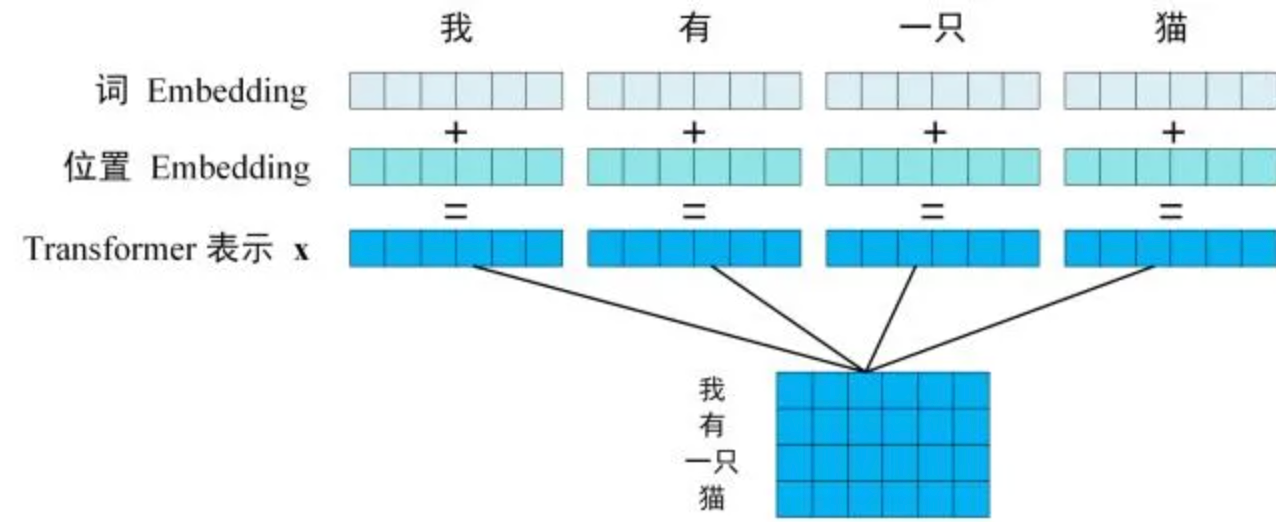 我 有 一只 猫
词 Embedding
+ + + +
位置 Embedding
= = = =
Transformer 表示 x
我
有
一只
猫